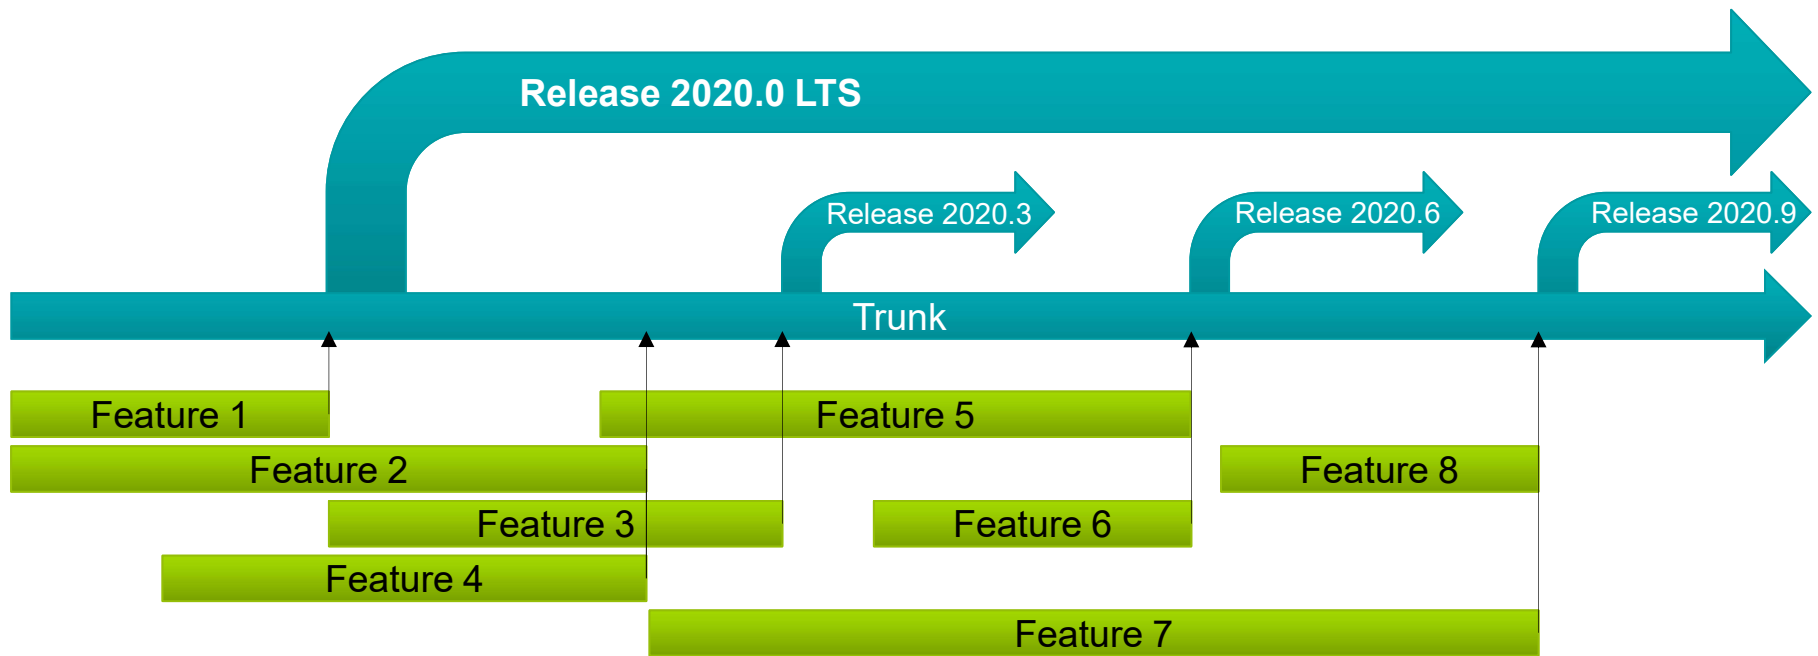 Release 2020.0 LTS
Release 2020.3
Release 2020.6
Release 2020.9
Trunk
Feature 1
Feature 5
Feature 2
Feature 8
Feature 3
Feature 6
Feature 4
Feature 7